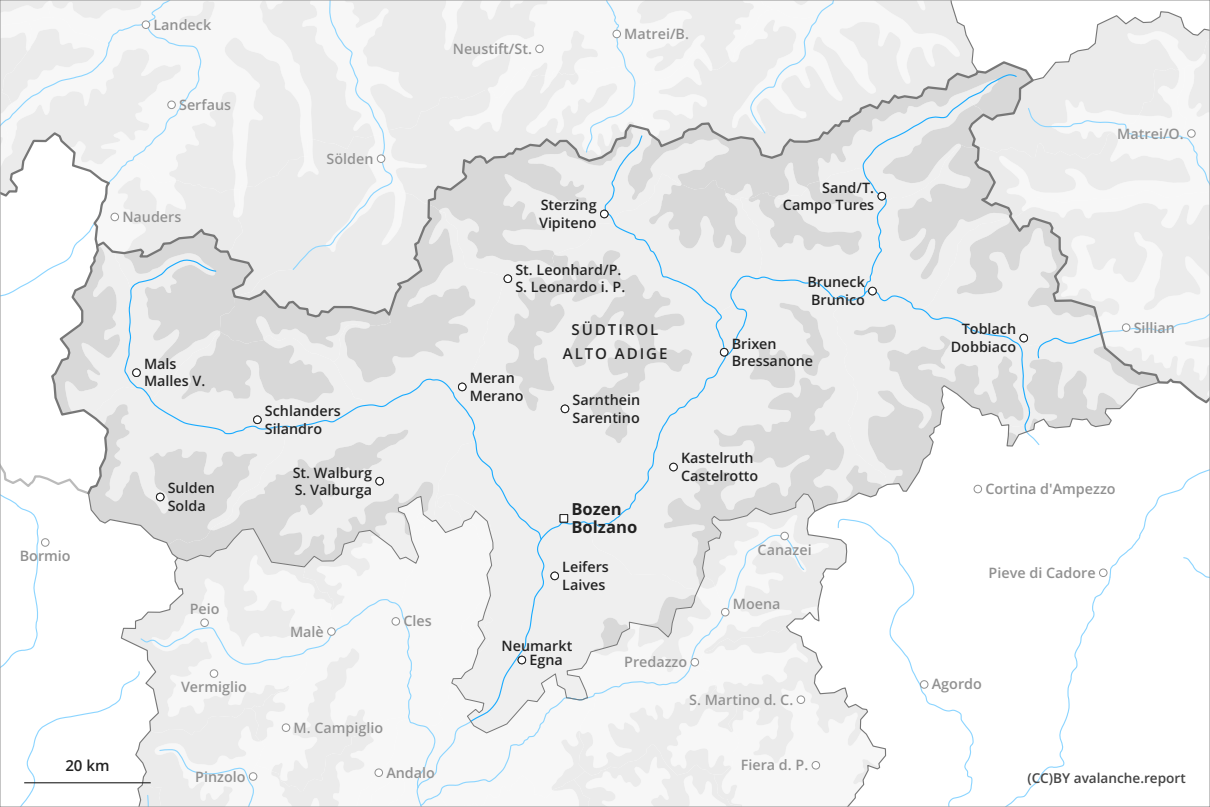 Landeck
Matrei/B.
Neustift/St.
Serfaus
Matrei/O.
Sölden
Sand/T.
Campo Tures
Nauders
Sterzing
Vipiteno
St. Leonhard/P.
S. Leonardo i. P.
Bruneck
Brunico
SÜDTIROL
ALTO ADIGE
Toblach
Dobbiaco
Sillian
Brixen
Bressanone
Mals
Malles V.
Meran
Merano
Schlanders
Silandro
Sarnthein
Sarentino
St. Walburg
S. Valburga
Kastelruth
Castelrotto
Sulden
Solda
Cortina d'Ampezzo
Bozen
Bolzano
Bormio
Canazei
Leifers
Laives
Pieve di Cadore
Peio
Moena
Malè
Cles
Neumarkt
Egna
Predazzo
Vermiglio
Agordo
S. Martino d. C.
M. Campiglio
20 km
Pinzolo
Andalo
Fiera d. P.
(CC)BY avalanche.report